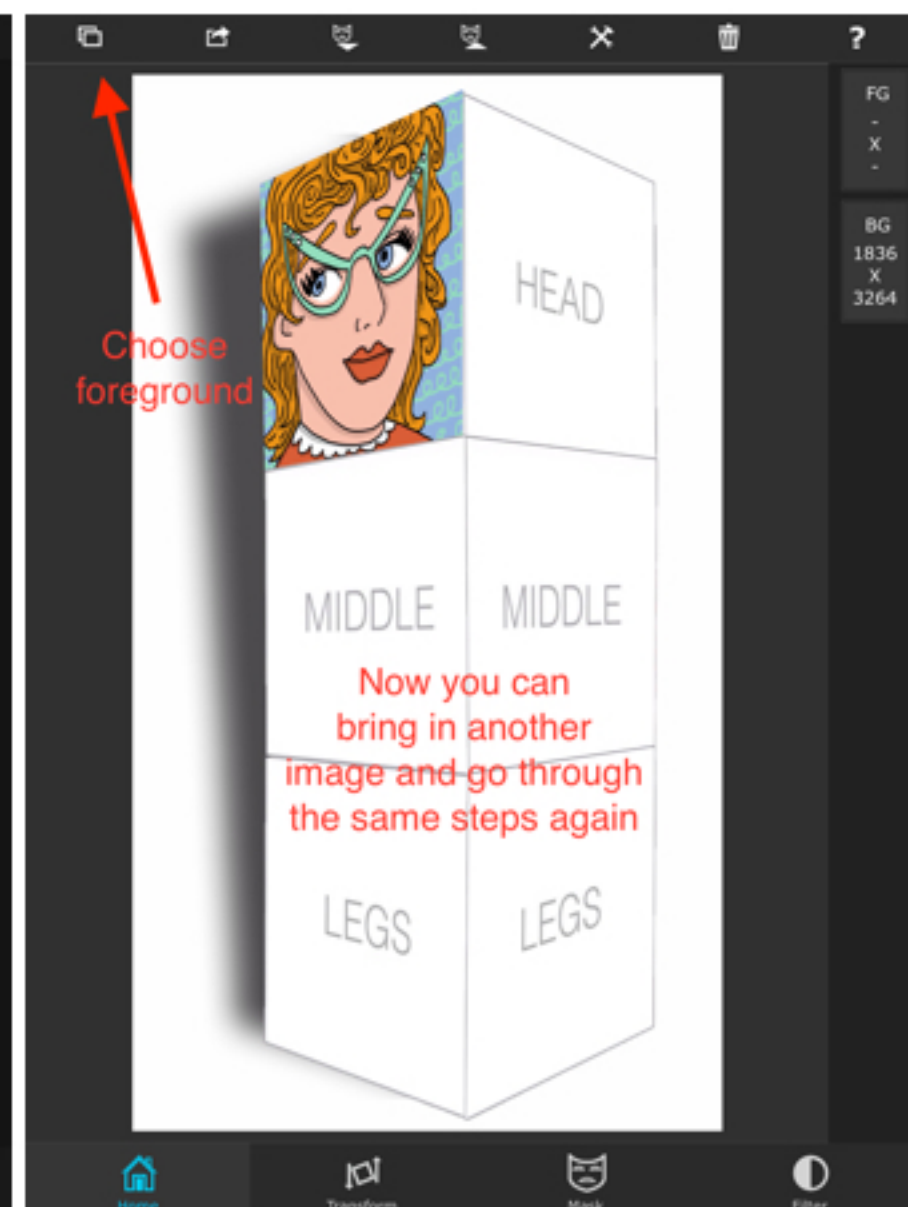 ?
FG
-
X
-
BG
1836
X
3264
Choose
foreground
HEAD
MIDDLE MIDDLE
Now you can
bring in another
image and go through
the same steps again
LEGS LEGS
Home Transform Mask Filter